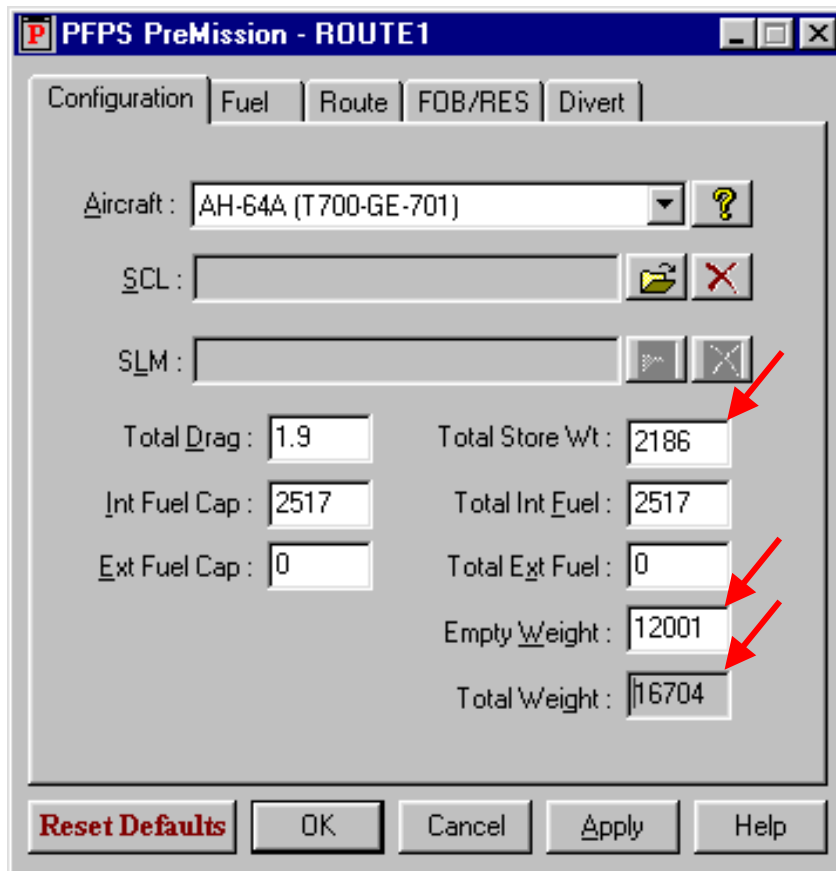 P PFPS PreMission - ROUTE1
Configuration Fuel Route FOB/RES Divert
Aircraft : AH-64A (T700-GE-701) ?
SCL :
SLM :
Total Drag : 1.9 Total Store Wt : 2186
Int Fuel Cap : 2517 Total Int Fuel : 2517
Ext Fuel Cap : 0 Total Ext Fuel : 0
Empty Weight : 12001
Total Weight : 16704
Reset Defaults OK Cancel Apply Help